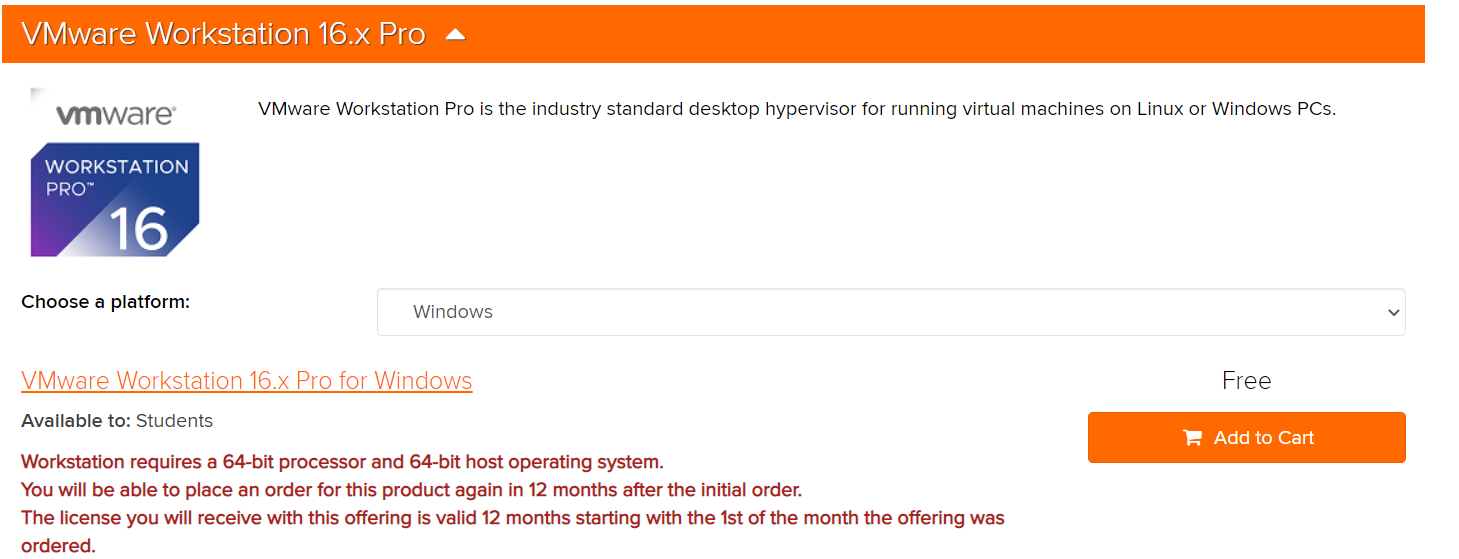 VMware Workstation 16.x Pro
vmware®
VMware Workstation Pro is the industry standard desktop hypervisor for running virtual machines on Linux or Windows PCs.
WORKSTATION
PRO™
16
Choose a platform:
Windows
VMware Workstation 16.x Pro for Windows
Free
Available to: Students
Add to Cart
Workstation requires a 64-bit processor and 64-bit host operating system.
You will be able to place an order for this product again in 12 months after the initial order.
The license you will receive with this offering is valid 12 months starting with the 1st of the month the offering was
ordered.